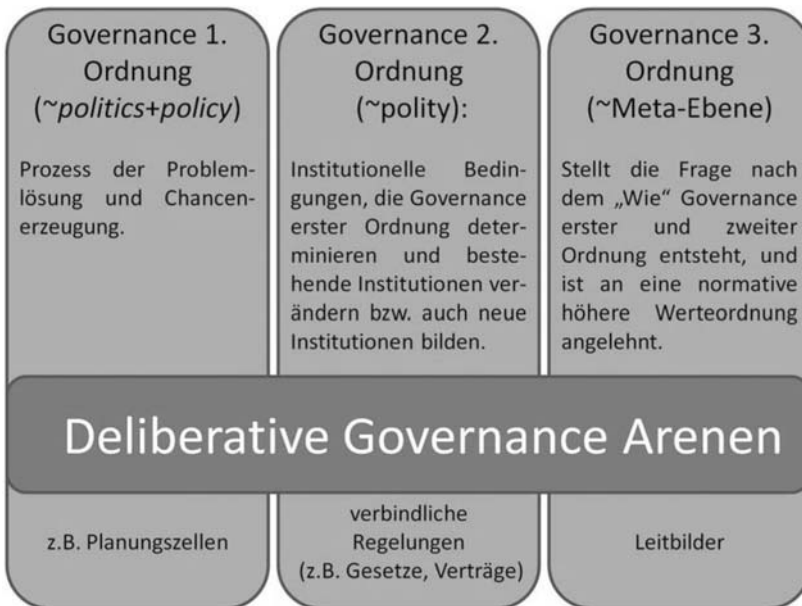 Governance 1.
Ordnung
(~politics+policy)
Prozess der Problem-
lösung und Chancen-
erzeugung.
Governance 2.
Ordnung
(~polity):
Institutionelle Bedin-
gungen, die Governance
erster Ordnung deter-
minieren und beste-
hende Institutionen ver-
ändern bzw. auch neue
Institutionen bilden.
Governance 3.
Ordnung
(~Meta-Ebene)
Stellt die Frage nach
dem „Wie“ Governance
erster und zweiter
Ordnung entsteht, und
ist an eine normative
höhere Werteordnung
angelehnt.
Deliberative Governance Arenen
z.B. Planungszellen
verbindliche
Regelungen
(z.B. Gesetze, Verträge)
Leitbilder